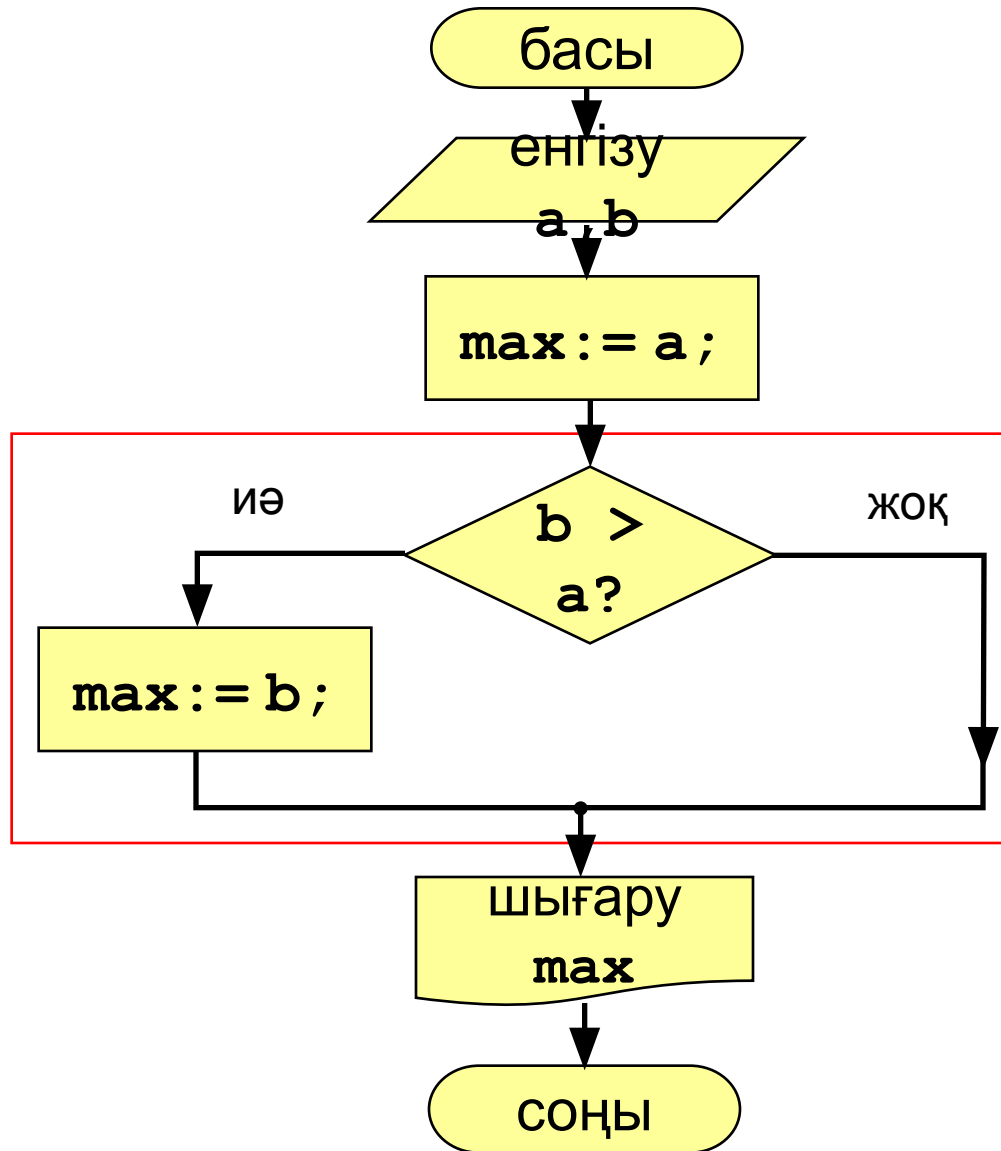 басы
енгізу
a,b
max:= a;
иә
b >
жоқ
a?
max:= b;
шығару
max
соңы